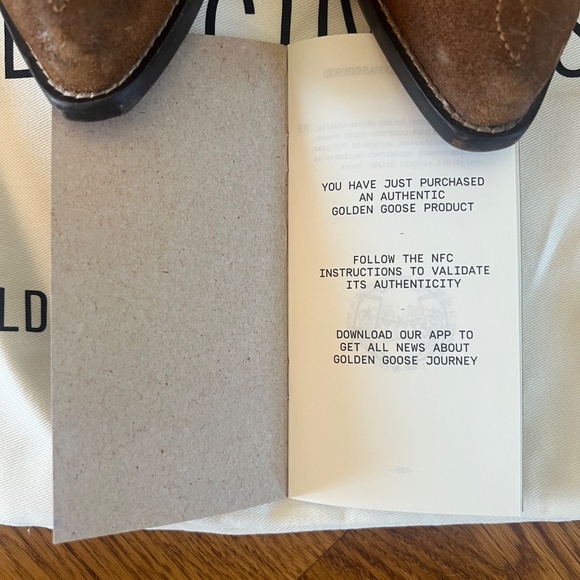 LD
YOU HAVE JUST PURCHASED
AN AUTHENTIC
GOLDEN GOOSE PRODUCT
-
FOLLOW THE NFC
INSTRUCTIONS TO VALIDATE
ITS AUTHENTICITY
-
DOWNLOAD OUR APP TO
GET ALL NEWS ABOUT
GOLDEN GOOSE JOURNEY